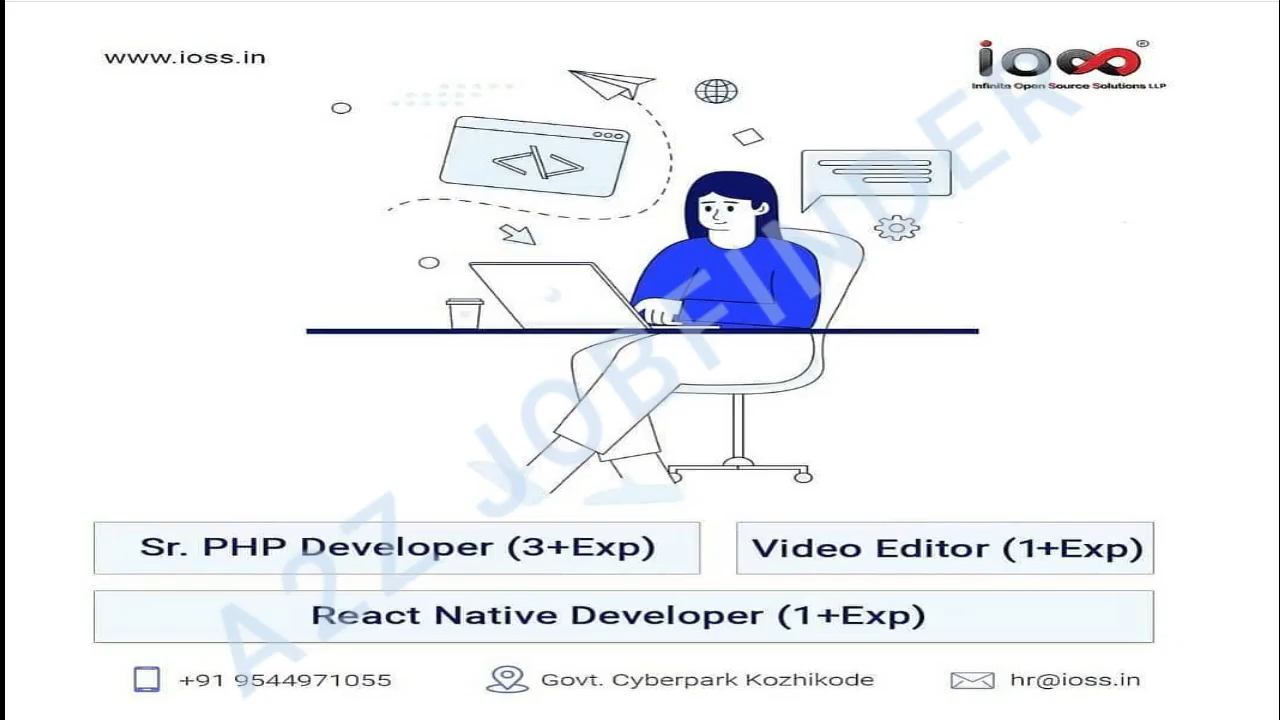 www.ioss.in
ioss®
Infinite Open Source Solutions LLP
</>
A2Z JOBFINDER
Sr. PHP Developer (3+Exp)
Video Editor (1+Exp)
React Native Developer (1+Exp)
+91 9544971055
Govt. Cyberpark Kozhikode
hr@ioss.in